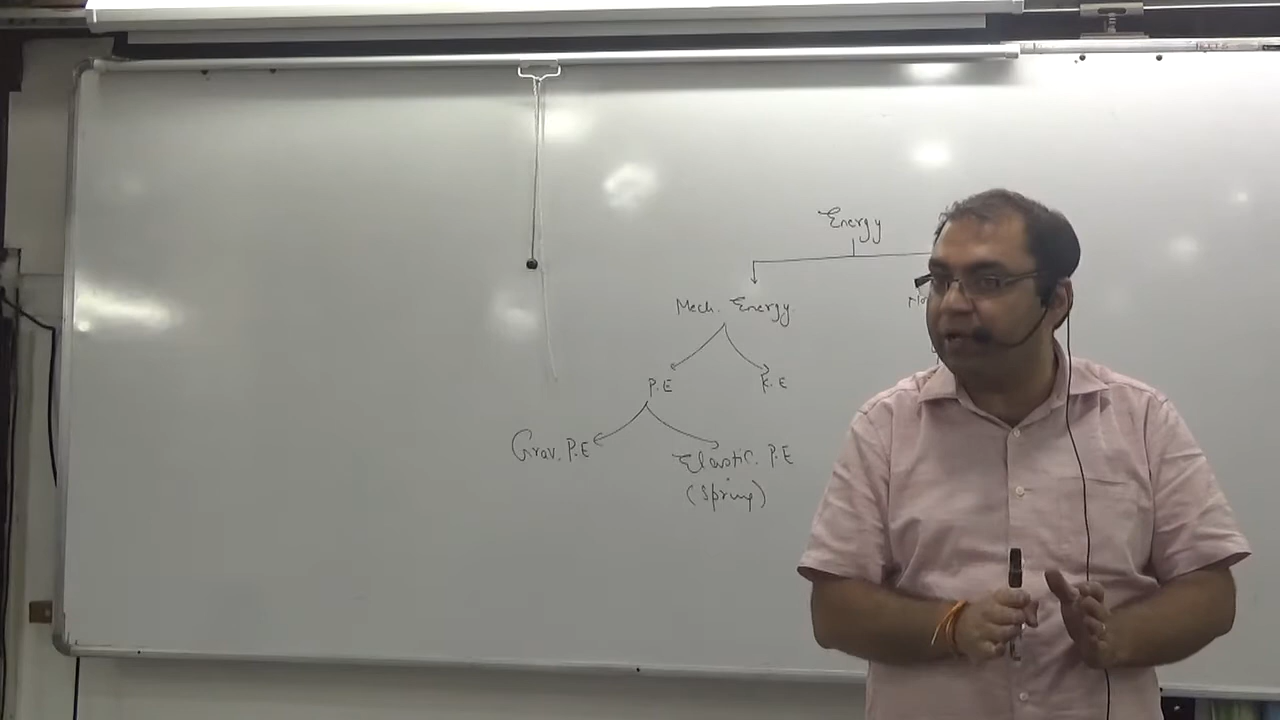 Energy
Mech. Energy
P.E
K.E
Grav. P.E
Elastic. P.E
(Spring)